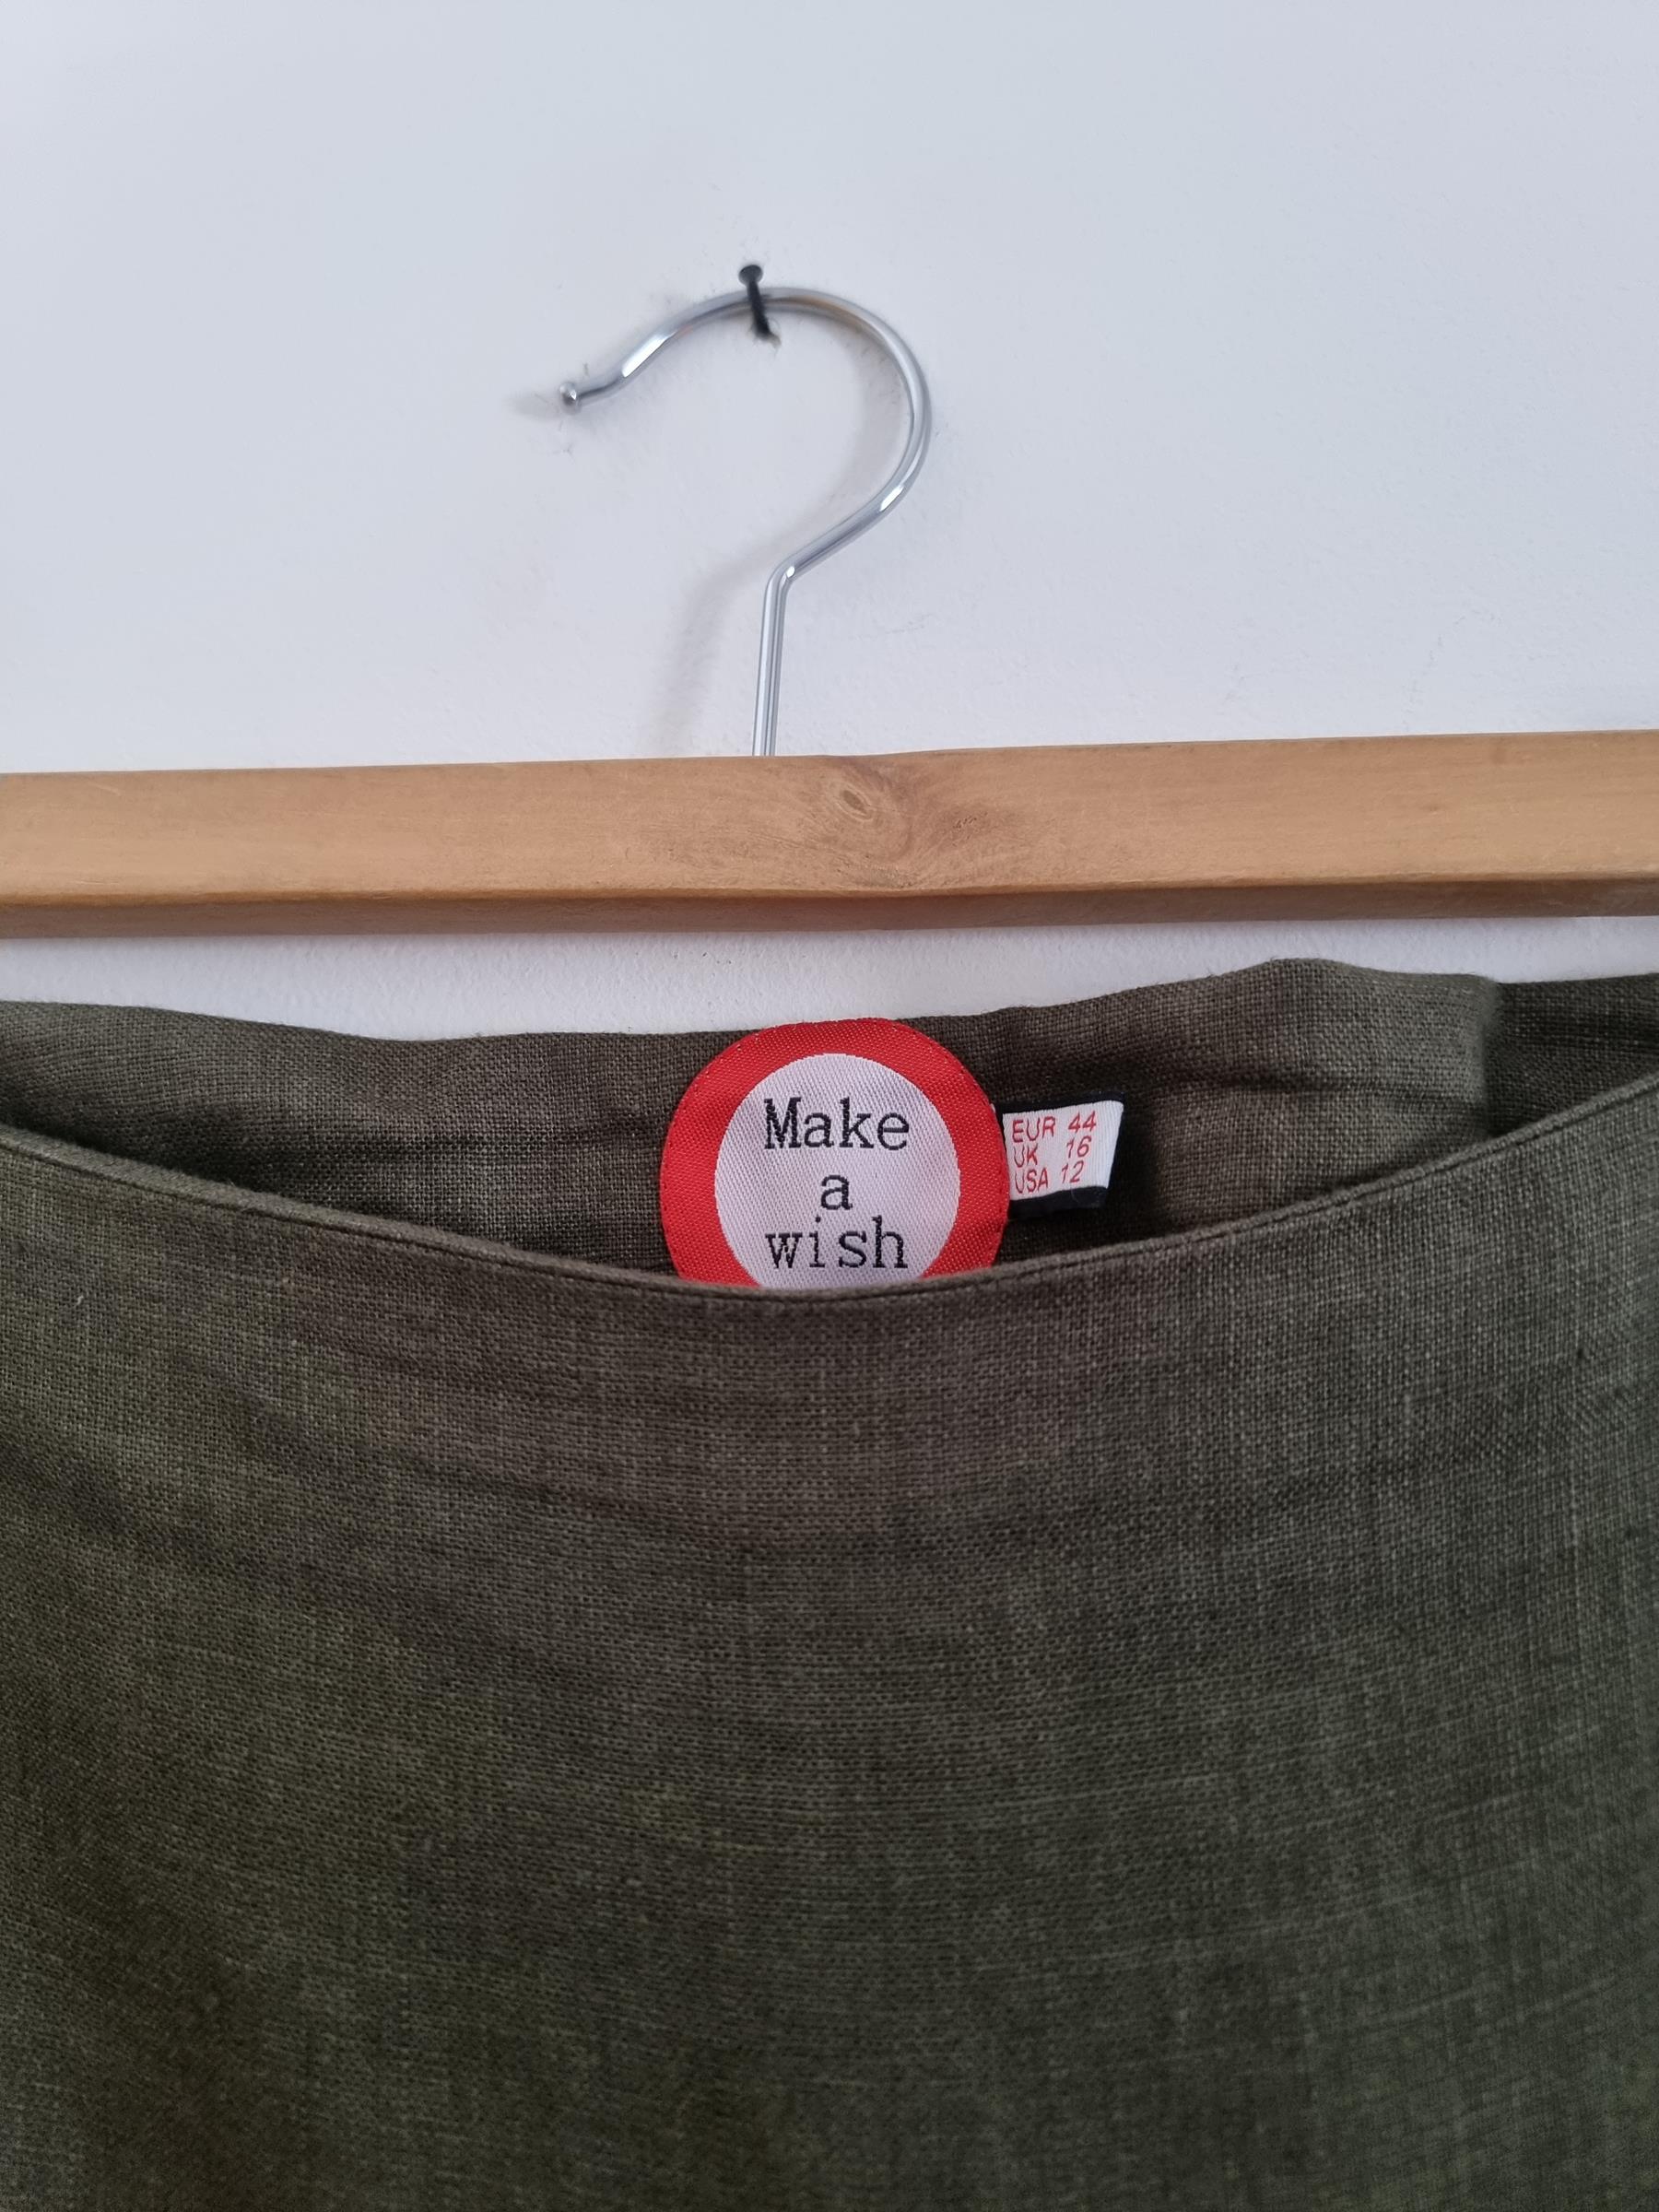 Make
a
wish
EUR 44
UK 16
USA 12